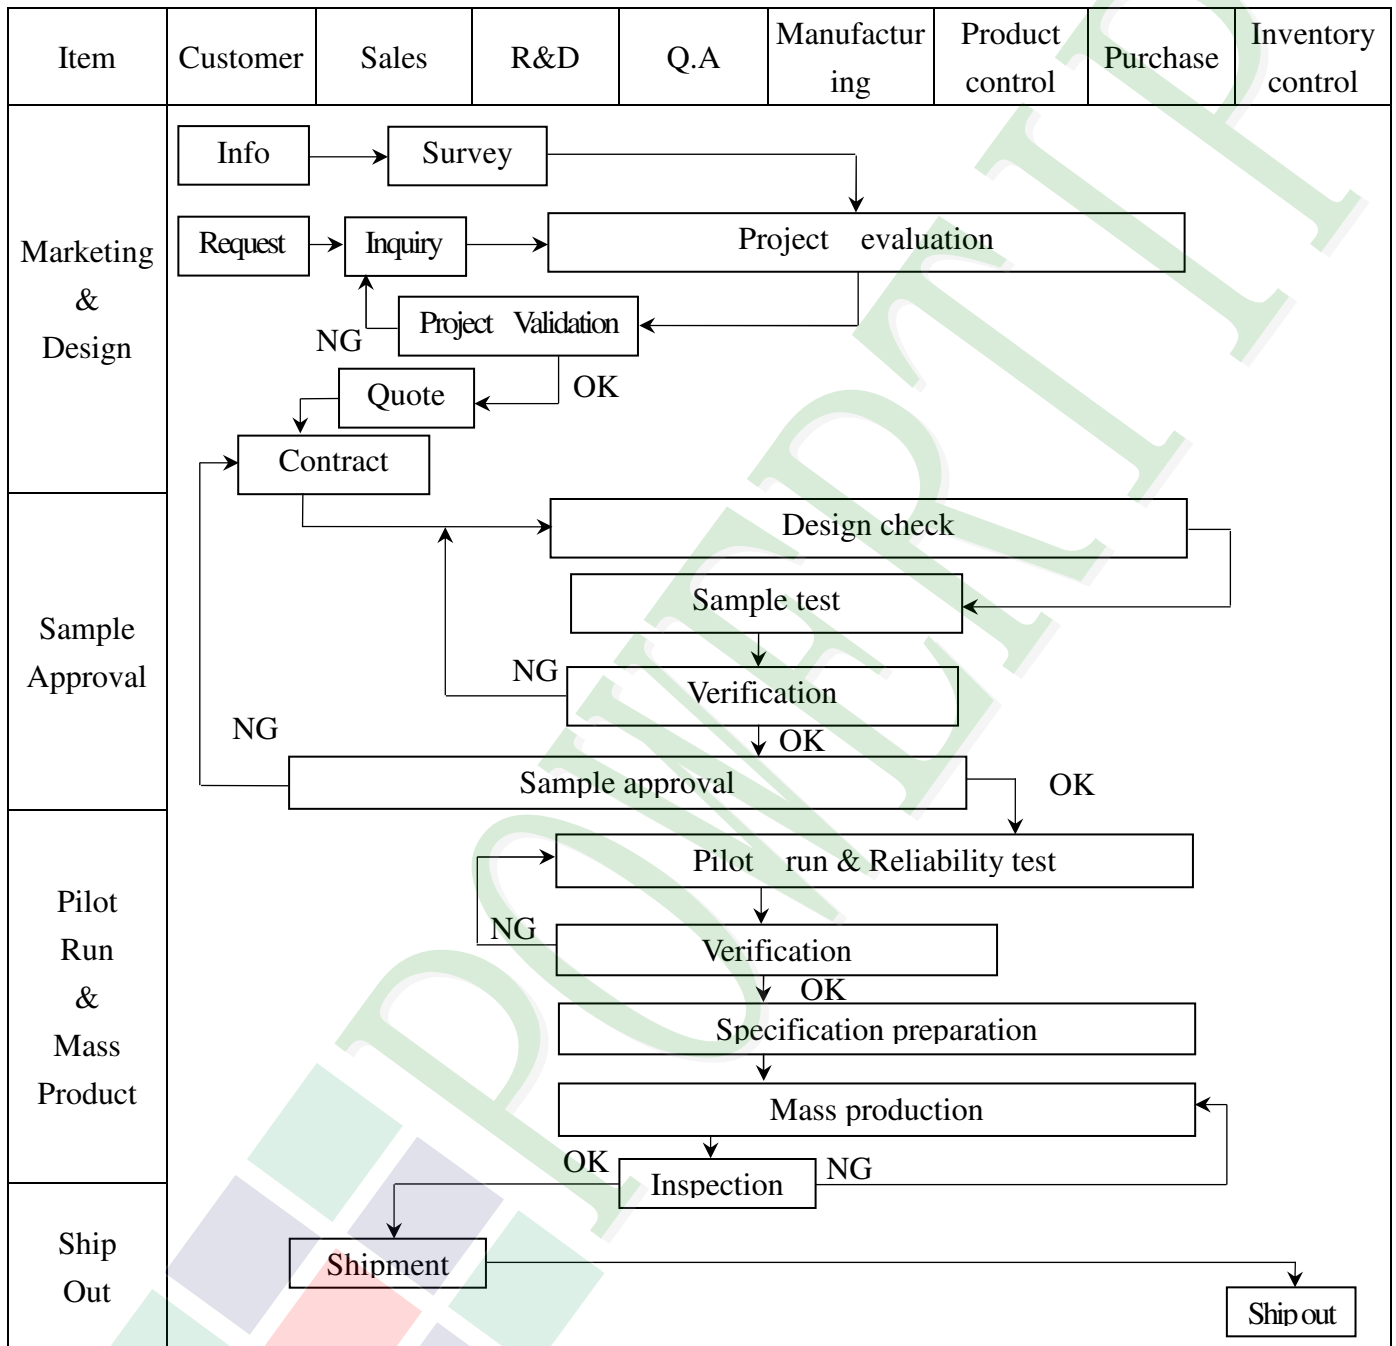 Item
Customer
Sales
R&D
Q.A
Manufactur
ing
Product
control
Purchase
Inventory
control
Marketing
&
Design
Info
Survey
Request
Inquiry
Project evaluation
NG
Project Validation
Quote
OK
Contract
Sample
Approval
Design check
Sample test
NG
Verification
NG
OK
Sample approval
OK
Pilot
Run
&
Mass
Product
Pilot run & Reliability test
NG
Verification
OK
Specification preparation
Mass production
OK
Inspection
NG
Ship
Out
Shipment
Ship out
POWERTIP